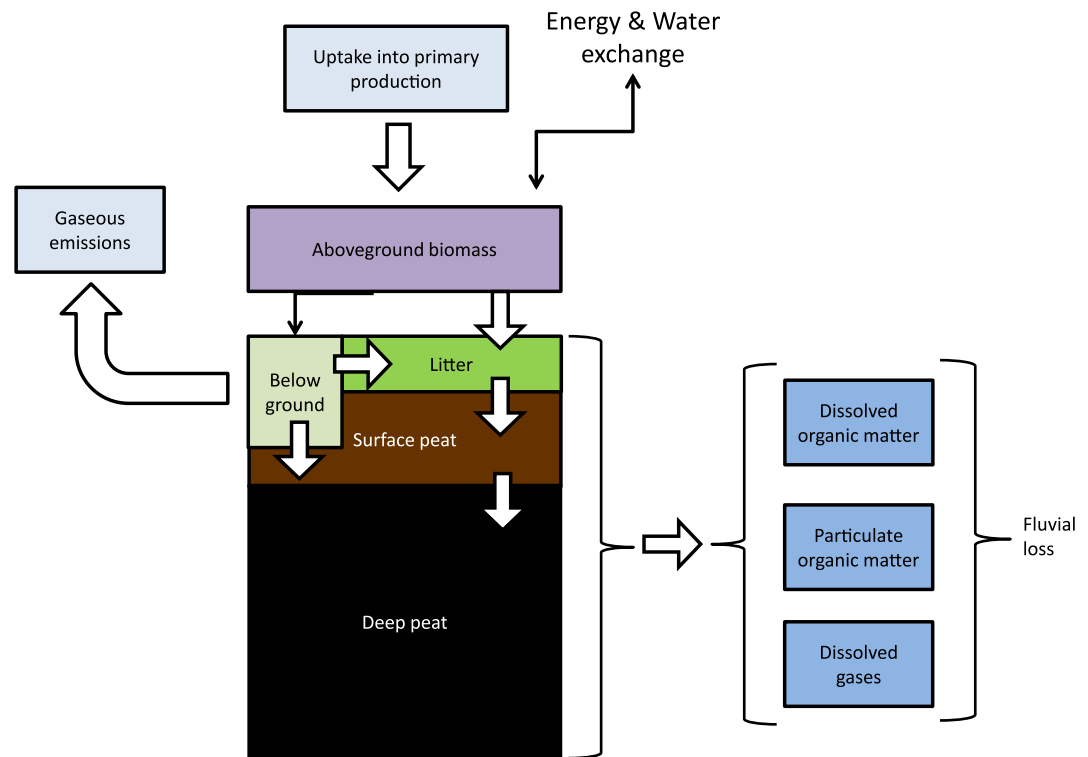 Energy & Water
exchange
Uptake into primary
production
Gaseous
emissions
Aboveground biomass
Litter
Below
ground
Surface peat
Deep peat
Dissolved
organic matter
Particulate
organic matter
Dissolved
gases
Fluvial
loss